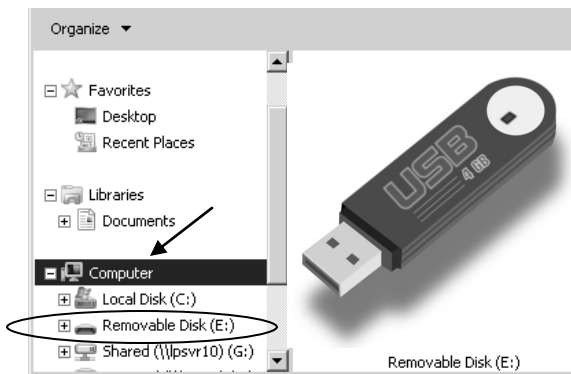 Organize
Favorites
Desktop
Recent Places
Libraries
Documents
Computer
Local Disk (C:)
Removable Disk (E:)
Shared (\\lpsvr10) (G:)
USB
4 GB
Removable Disk (E:)